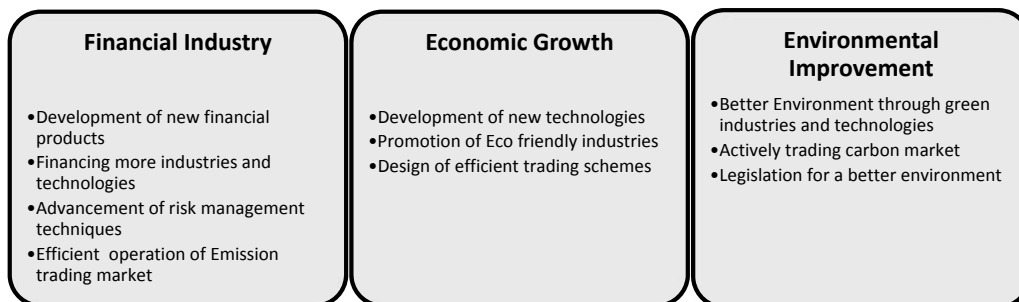 Financial Industry
•Development of new financial
products
•Financing more industries and
technologies
•Advancement of risk management
techniques
•Efficient  operation of Emission
trading market
Economic Growth
•Development of new technologies
•Promotion of Eco friendly industries
•Design of efficient trading schemes
Environmental
Improvement
•Better Environment through green
industries and technologies
•Actively trading carbon market
•Legislation for a better environment